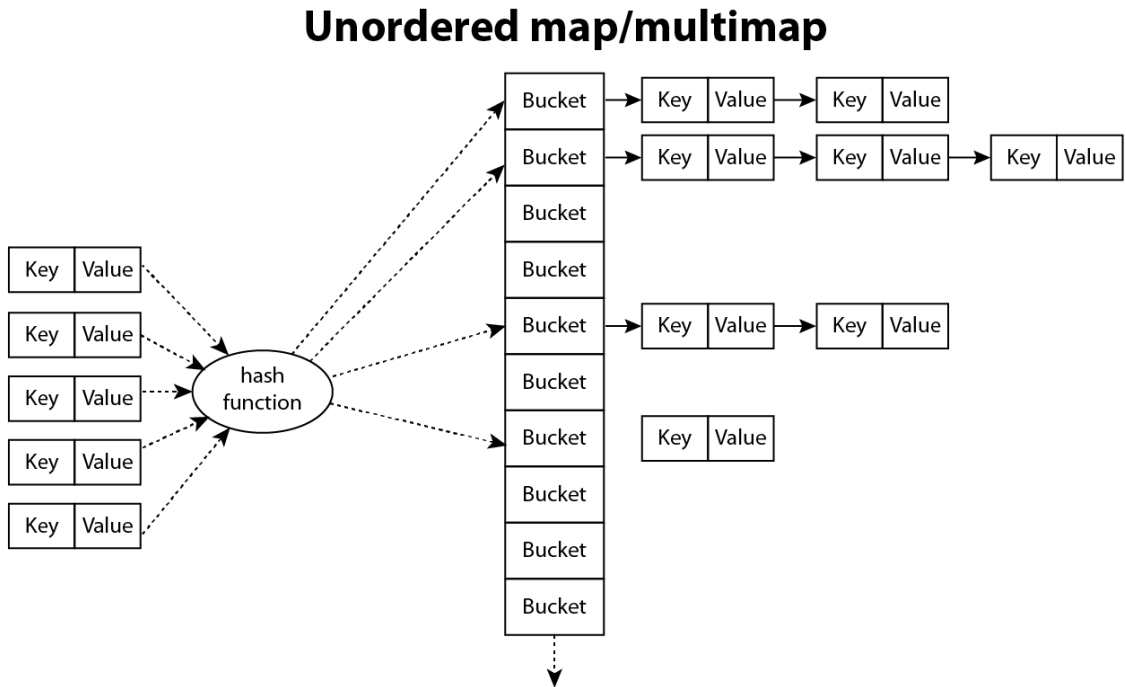 Unordered map/multimap
Bucket Key Value Key Value
Bucket Key Value Key Value Key Value
Bucket
Key Value Bucket
Key Value Bucket Key Value Key Value
hash
function
Key Value Bucket
Key Value Bucket Key Value
Bucket
Key Value Bucket
Bucket